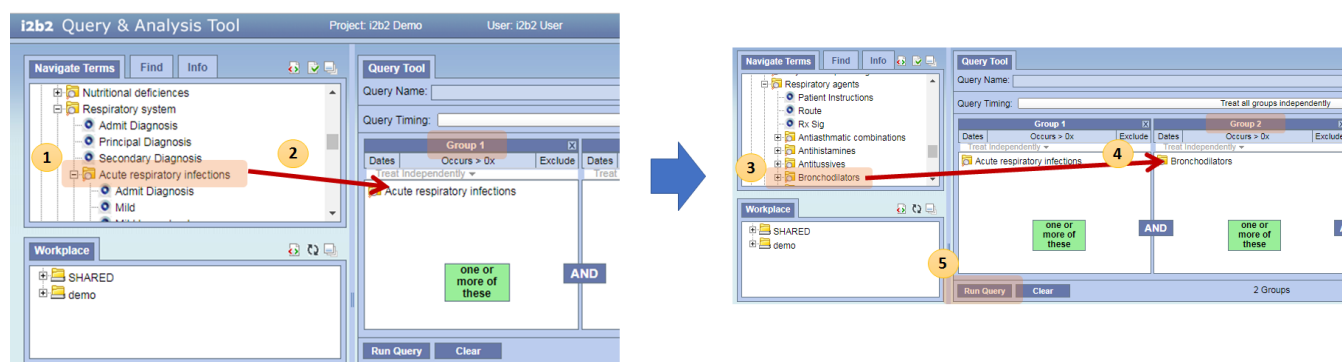 i2b2 Query & Analysis Tool Project: i2b2 Demo User: i2b2 User
Navigate Terms Find Info
Nutritional deficiences
Respiratory system
Admit Diagnosis
Principal Diagnosis
Secondary Diagnosis
Acute respiratory infections
Admit Diagnosis
Mild
1
2
Workplace
SHARED
demo
Query Tool
Query Name:
Query Timing:
Group 1
Dates Occurs > 0x Exclude Dates
Treat Independently Treat
Acute respiratory infections
one or
more of
these
AND
Run Query Clear
Navigate Terms Find Info
Respiratory agents
Patient Instructions
Route
Rx Sig
Antiasthmatic combinations
Antihistamines
Antitussives
Bronchodilators
3
Workplace
SHARED
demo
Query Tool
Query Name:
Query Timing: Treat all groups independently
Group 1 Group 2
Dates Occurs > 0x Exclude Dates Occurs > 0x Exclude
Treat Independently Treat Independently
Acute respiratory infections 4 Bronchodilators
one or
more of
these
AND
one or
more of
these
5
Run Query Clear 2 Groups